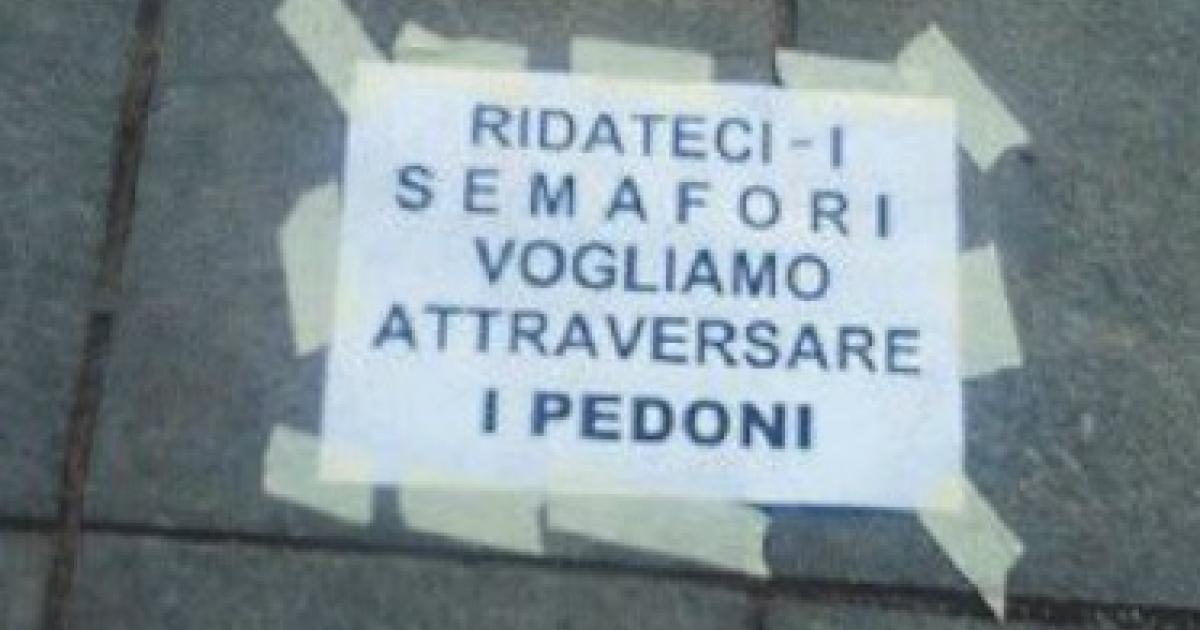 RIDATECI - I
SEMAFORI
VOGLIAMO
ATTRAVERSARE
I PEDONI